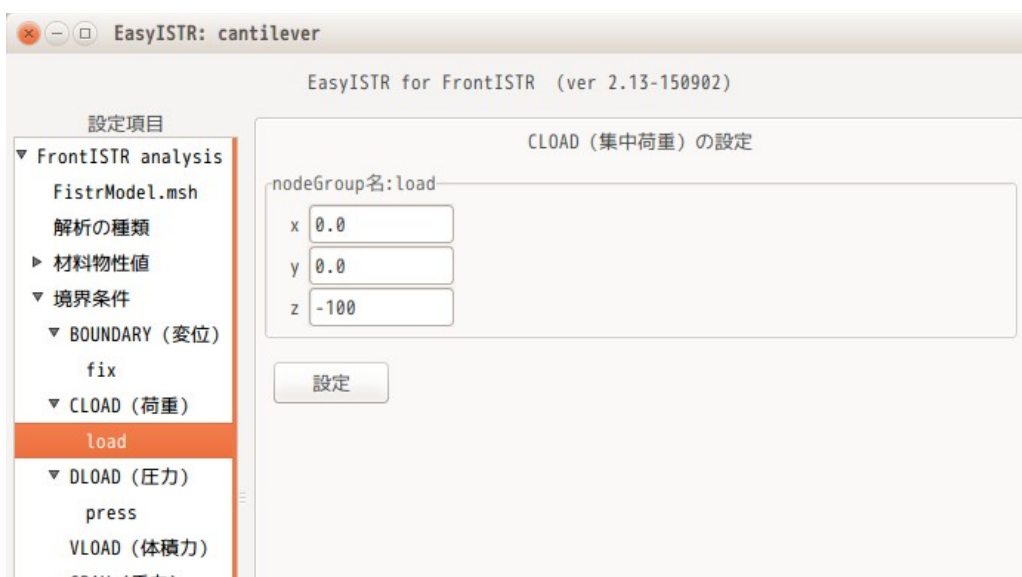 EasyISTR: cantilever
EasyISTR for FrontISTR (ver 2.13-150902)
設定項目
FrontISTR analysis
FistrModel.msh
解析の種類
材料物性値
境界条件
BOUNDARY (変位)
fix
CLOAD (荷重)
load
DLOAD (圧力)
press
VLOAD (体積力)
CLOAD (集中荷重) の設定
nodeGroup名:load
x 0.0
y 0.0
z -100
設定